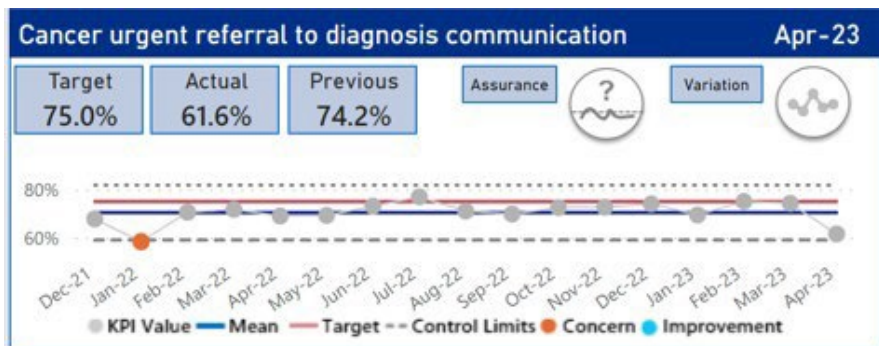 Cancer urgent referral to diagnosis communication Apr-23
Target Actual Previous
75.0% 61.6% 74.2%
Assurance ? Variation
80%
60%
Dec-21 Jan-22 Feb-22 Mar-22 Apr-22 May-22 Jun-22 Jul-22 Aug-22 Sep-22 Oct-22 Nov-22 Dec-22 Jan-23 Feb-23 Mar-23 Apr-23
KPI Value Mean Target Control Limits Concern Improvement